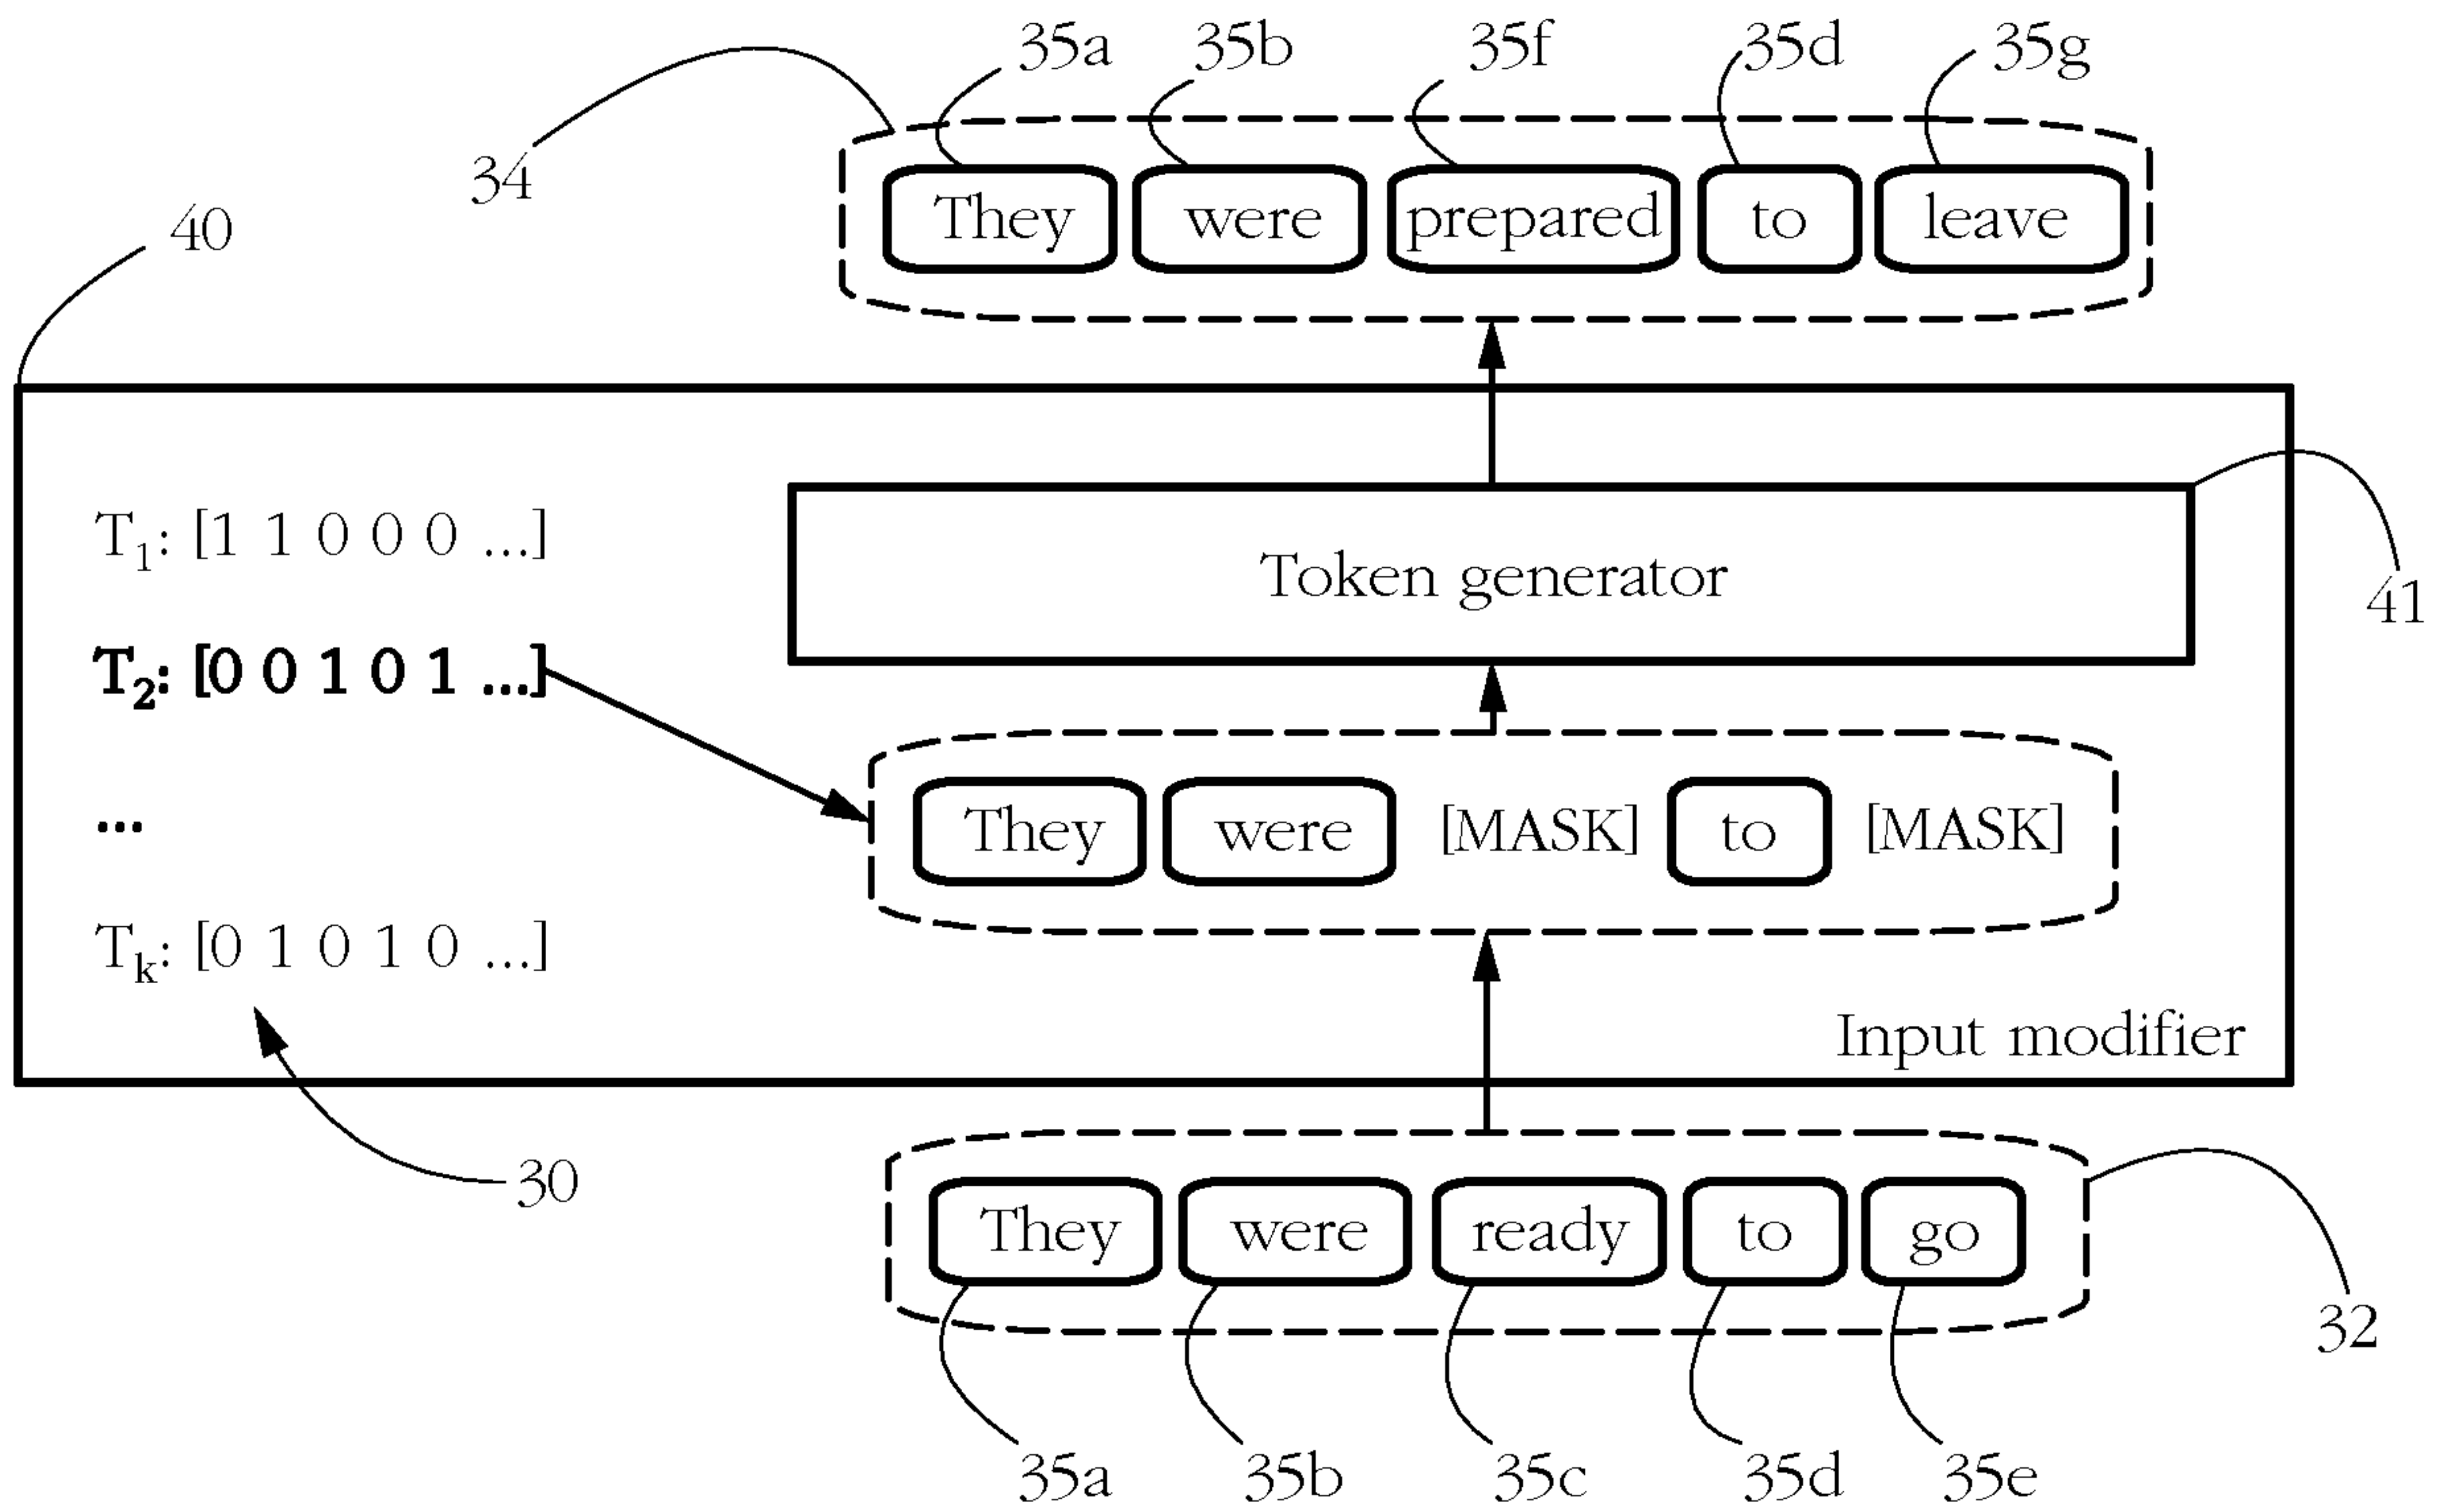 35a 35b 35f 35d 35g
34
They were prepared to leave
40
T1: [1 1 0 0 0 ...]
Token generator
41
T2: [0 0 1 0 1 ...]
They were [MASK] to [MASK]
...
Tk: [0 1 0 1 0 ...]
Input modifier
30
They were ready to go
32
35a 35b 35c 35d 35e